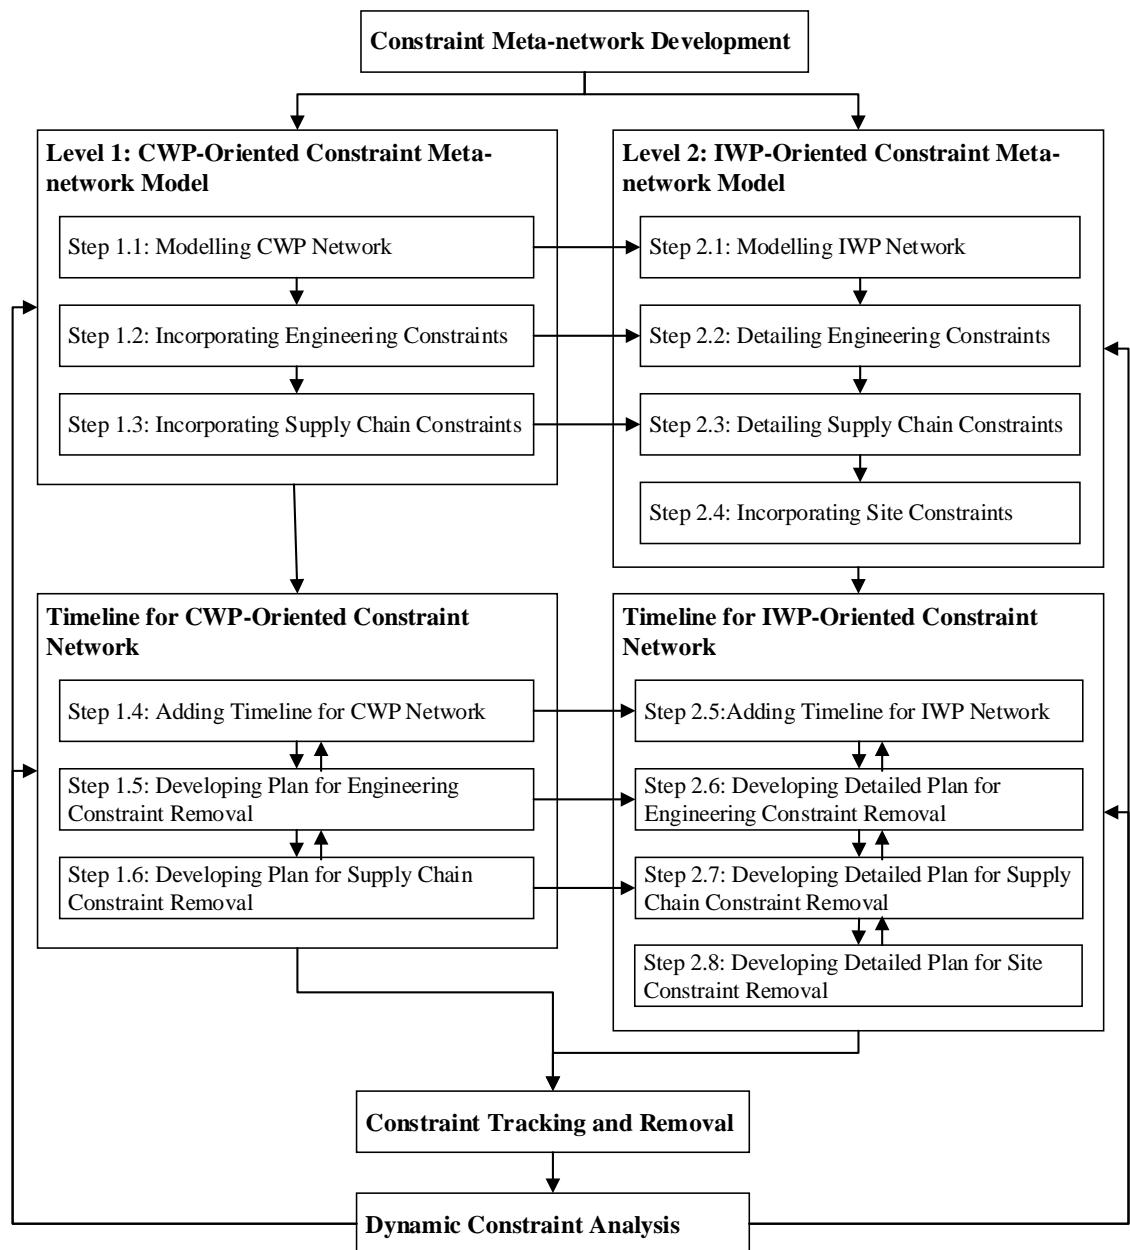 Constraint Meta-network Development
Level 1: CWP-Oriented Constraint Meta-
network Model
Step 1.1: Modelling CWP Network
Step 1.2: Incorporating Engineering Constraints
Step 1.3: Incorporating Supply Chain Constraints
Level 2: IWP-Oriented Constraint Meta-
network Model
Step 2.1: Modelling IWP Network
Step 2.2: Detailing Engineering Constraints
Step 2.3: Detailing Supply Chain Constraints
Step 2.4: Incorporating Site Constraints
Timeline for CWP-Oriented Constraint
Network
Step 1.4: Adding Timeline for CWP Network
Step 1.5: Developing Plan for Engineering
Constraint Removal
Step 1.6: Developing Plan for Supply Chain
Constraint Removal
Timeline for IWP-Oriented Constraint
Network
Step 2.5:Adding Timeline for IWP Network
Step 2.6: Developing Detailed Plan for
Engineering Constraint Removal
Step 2.7: Developing Detailed Plan for Supply
Chain Constraint Removal
Step 2.8: Developing Detailed Plan for Site
Constraint Removal
Constraint Tracking and Removal
Dynamic Constraint Analysis